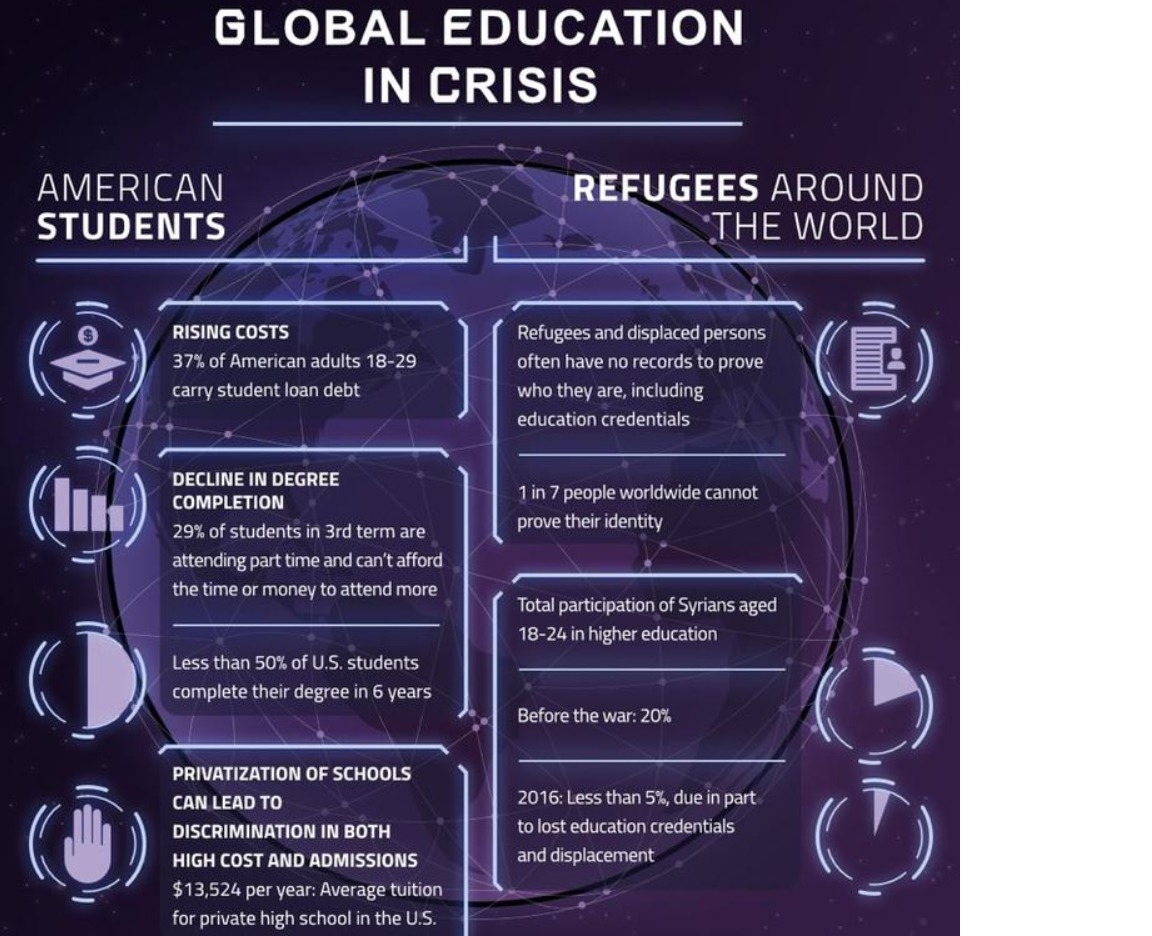 GLOBAL EDUCATION
IN CRISIS
AMERICAN
STUDENTS
RISING COSTS
37% of American adults 18-29
carry student loan debt
DECLINE IN DEGREE
COMPLETION
29% of students in 3rd term are
attending part time and can't afford
the time or money to attend more
Less than 50% of U.S. students
complete their degree in 6 years
PRIVATIZATION OF SCHOOLS
CAN LEAD TO
DISCRIMINATION IN BOTH
HIGH COST AND ADMISSIONS
$13,524 per year: Average tuition
for private high school in the U.S.
REFUGEES AROUND
THE WORLD
Refugees and displaced persons
often have no records to prove
who they are, including
education credentials
1 in 7 people worldwide cannot
prove their identity
Total participation of Syrians aged
18-24 in higher education
Before the war: 20%
2016: Less than 5%, due in part
to lost education credentials
and displacement
$